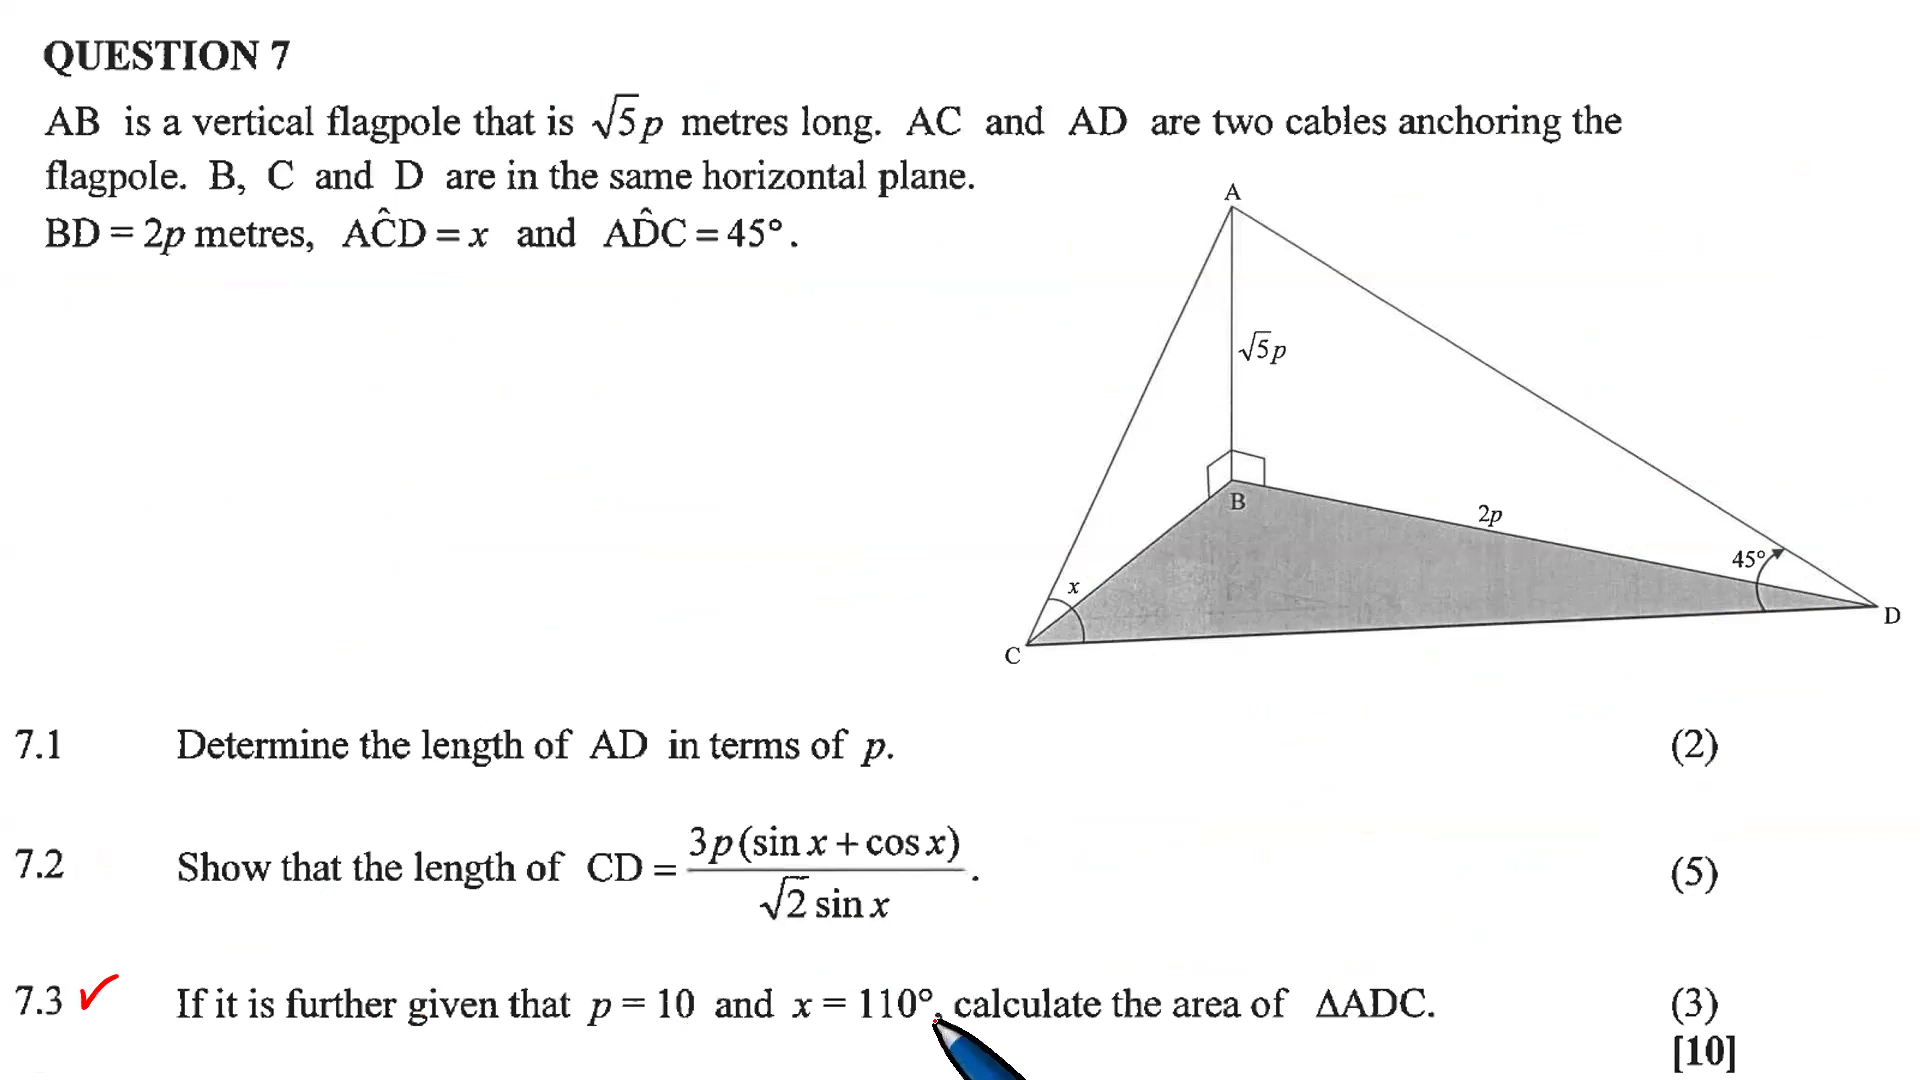 QUESTION 7
AB is a vertical flagpole that is √5p metres long. AC and AD are two cables anchoring the
flagpole. B, C and D are in the same horizontal plane.
BD = 2p metres, AĈD = x and AD̂C = 45°.
A
√5p
B
2p
45°
x
D
C
7.1 Determine the length of AD in terms of p. (2)
7.2 Show that the length of CD = 3p(sin x + cos x) / √2 sin x . (5)
7.3 If it is further given that p = 10 and x = 110°, calculate the area of ΔADC. (3)
[10]